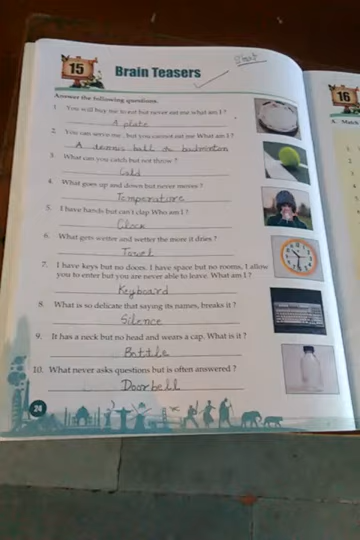 15
Brain Teasers
16
Answer the following questions.
A. Match
1. You will buy me to eat but never eat me what am I ?
A plate
2. You can serve me, but you cannot eat me What am I ?
A tennis ball
3. What can you catch but not throw ?
Cold
4. What goes up and down but never moves ?
Temperature
5. I have hands but can't clap Who am I ?
Clock
6. What gets wetter and wetter the more it dries ?
Towel
7. I have keys but no doors. I have space but no rooms, I allow
you to enter but you are never able to leave. What am I ?
Keyboard
8. What is so delicate that saying its names, breaks it ?
Silence
9. It has a neck but no head and wears a cap. What is it ?
Bottle
10. What never asks questions but is often answered ?
Doorbell
24